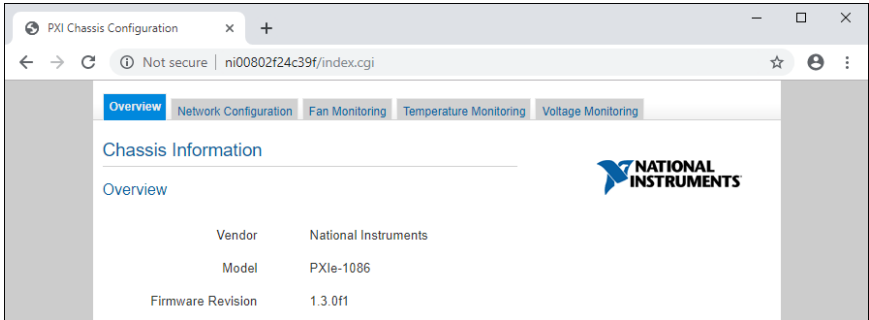 PXI Chassis Configuration
Not secure | ni00802f24c39f/index.cgi
Overview Network Configuration Fan Monitoring Temperature Monitoring Voltage Monitoring
Chassis Information
NATIONAL
INSTRUMENTS
Overview
Vendor National Instruments
Model PXIe-1086
Firmware Revision 1.3.0f1